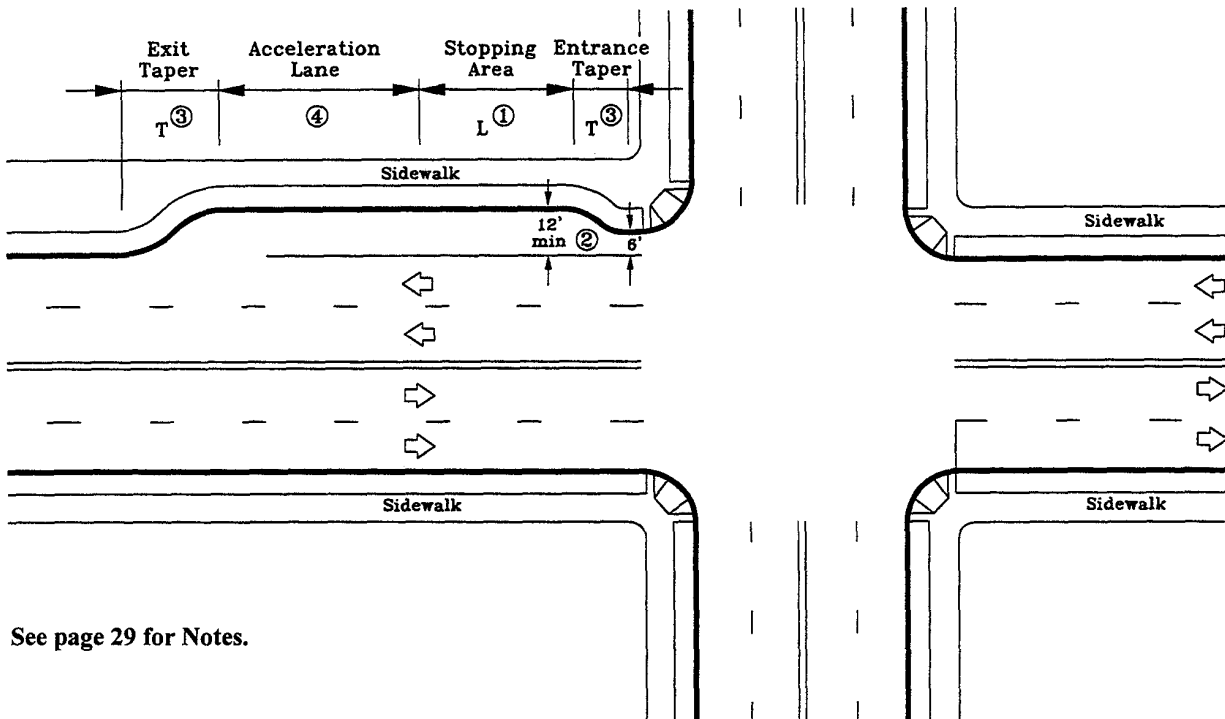 Exit
Taper
Acceleration
Lane
Stopping
Area
Entrance
Taper
T③
④
L①
T③
Sidewalk
12'
min ②
6'
Sidewalk
Sidewalk
Sidewalk
See page 29 for Notes.